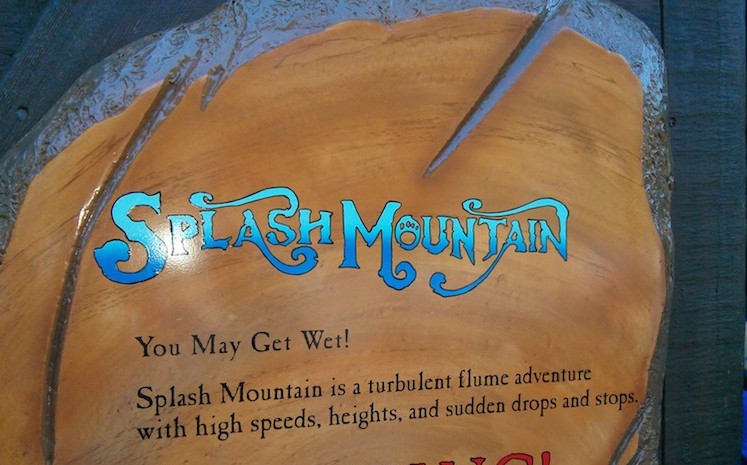 Splash Mountain
You May Get Wet!
Splash Mountain is a turbulent flume adventure
with high speeds, heights, and sudden drops and stops.